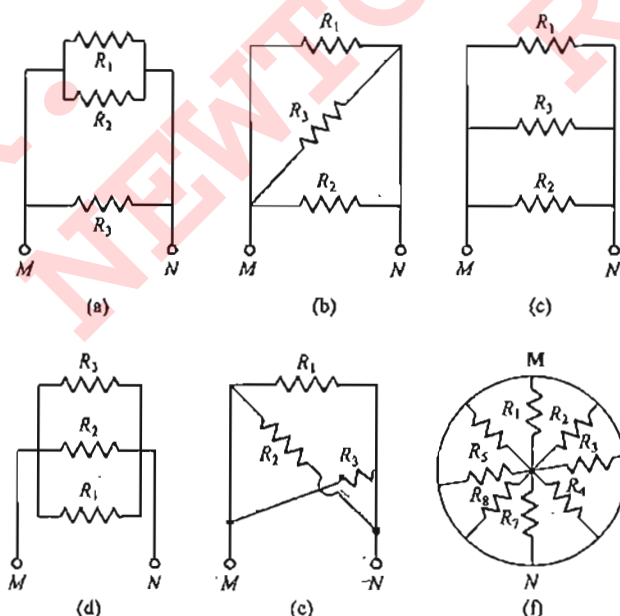 R1 R1 R1
R2 R3 R3
R3 R2 R2
M N M N M N
(a) (b) (c)
R3 R1 M
R2 R2 R3 R1 R2 R3
R1 R5 R4
R8 R7
M N M N N
(d) (e) (f)
NEWTO
R